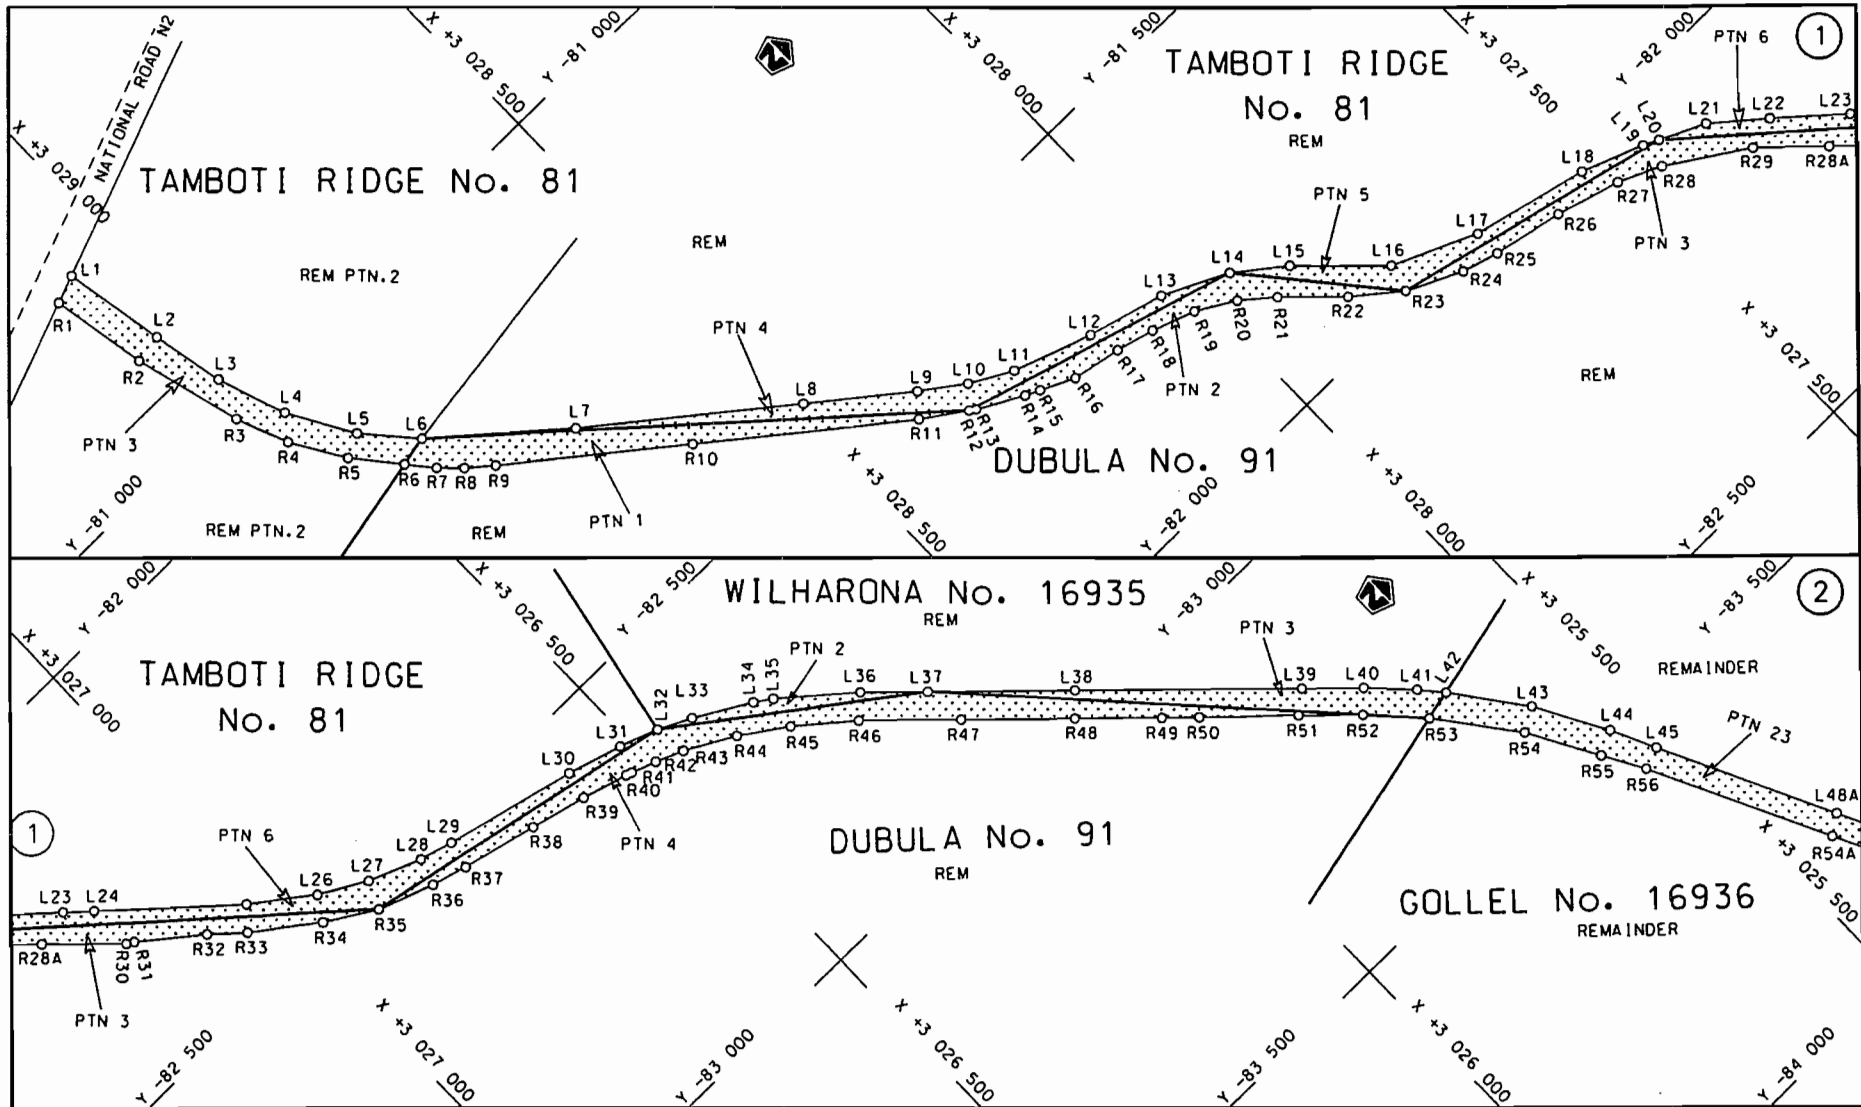 X +3 028 500
Y -81 000
X +3 028 000
Y -81 500
X +3 027 500
Y -82 000
PTN 6
1
NATIONAL ROAD N2
X +3 029 000
TAMBOTI RIDGE No. 81
REM PTN.2
REM
TAMBOTI RIDGE
No. 81
REM
PTN 5
PTN 4
PTN 3
PTN 2
PTN 3
PTN 1
L1
L2
L3
L4
L5
L6
L7
L8
L9
L10
L11
L12
L13
L14
L15
L16
L17
L18
L19
L20
L21
L22
L23
R1
R2
R3
R4
R5
R6
R7
R8
R9
R10
R11
R12
R13
R14
R15
R16
R17
R18
R19
R20
R21
R22
R23
R24
R25
R26
R27
R28
R29
R28A
REM
X +3 027 500
DUBULA No. 91
Y -81 000
REM PTN.2
REM
X +3 028 500
Y -82 000
X +3 028 000
Y -82 500
Y -82 000
X +3 026 500
Y -82 500
WILHARONA No. 16935
REM
Y -83 000
X +3 025 500
Y -83 500
2
X +3 027 000
TAMBOTI RIDGE
No. 81
PTN 2
PTN 3
REMAINDER
PTN 23
1
PTN 6
PTN 4
PTN 3
L23
L24
L26
L27
L28
L29
L30
L31
L32
L33
L34
L35
L36
L37
L38
L39
L40
L41
L42
L43
L44
L45
L48A
R28A
R30
R31
R32
R33
R34
R35
R36
R37
R38
R39
R40
R41
R42
R43
R44
R45
R46
R47
R48
R49
R50
R51
R52
R53
R54
R55
R56
R54A
DUBULA No. 91
REM
GOLLEL No. 16936
REMAINDER
X +3 025 500
Y -82 500
X +3 027 000
Y -83 000
X +3 026 500
Y -83 500
X +3 026 000
Y -84 000